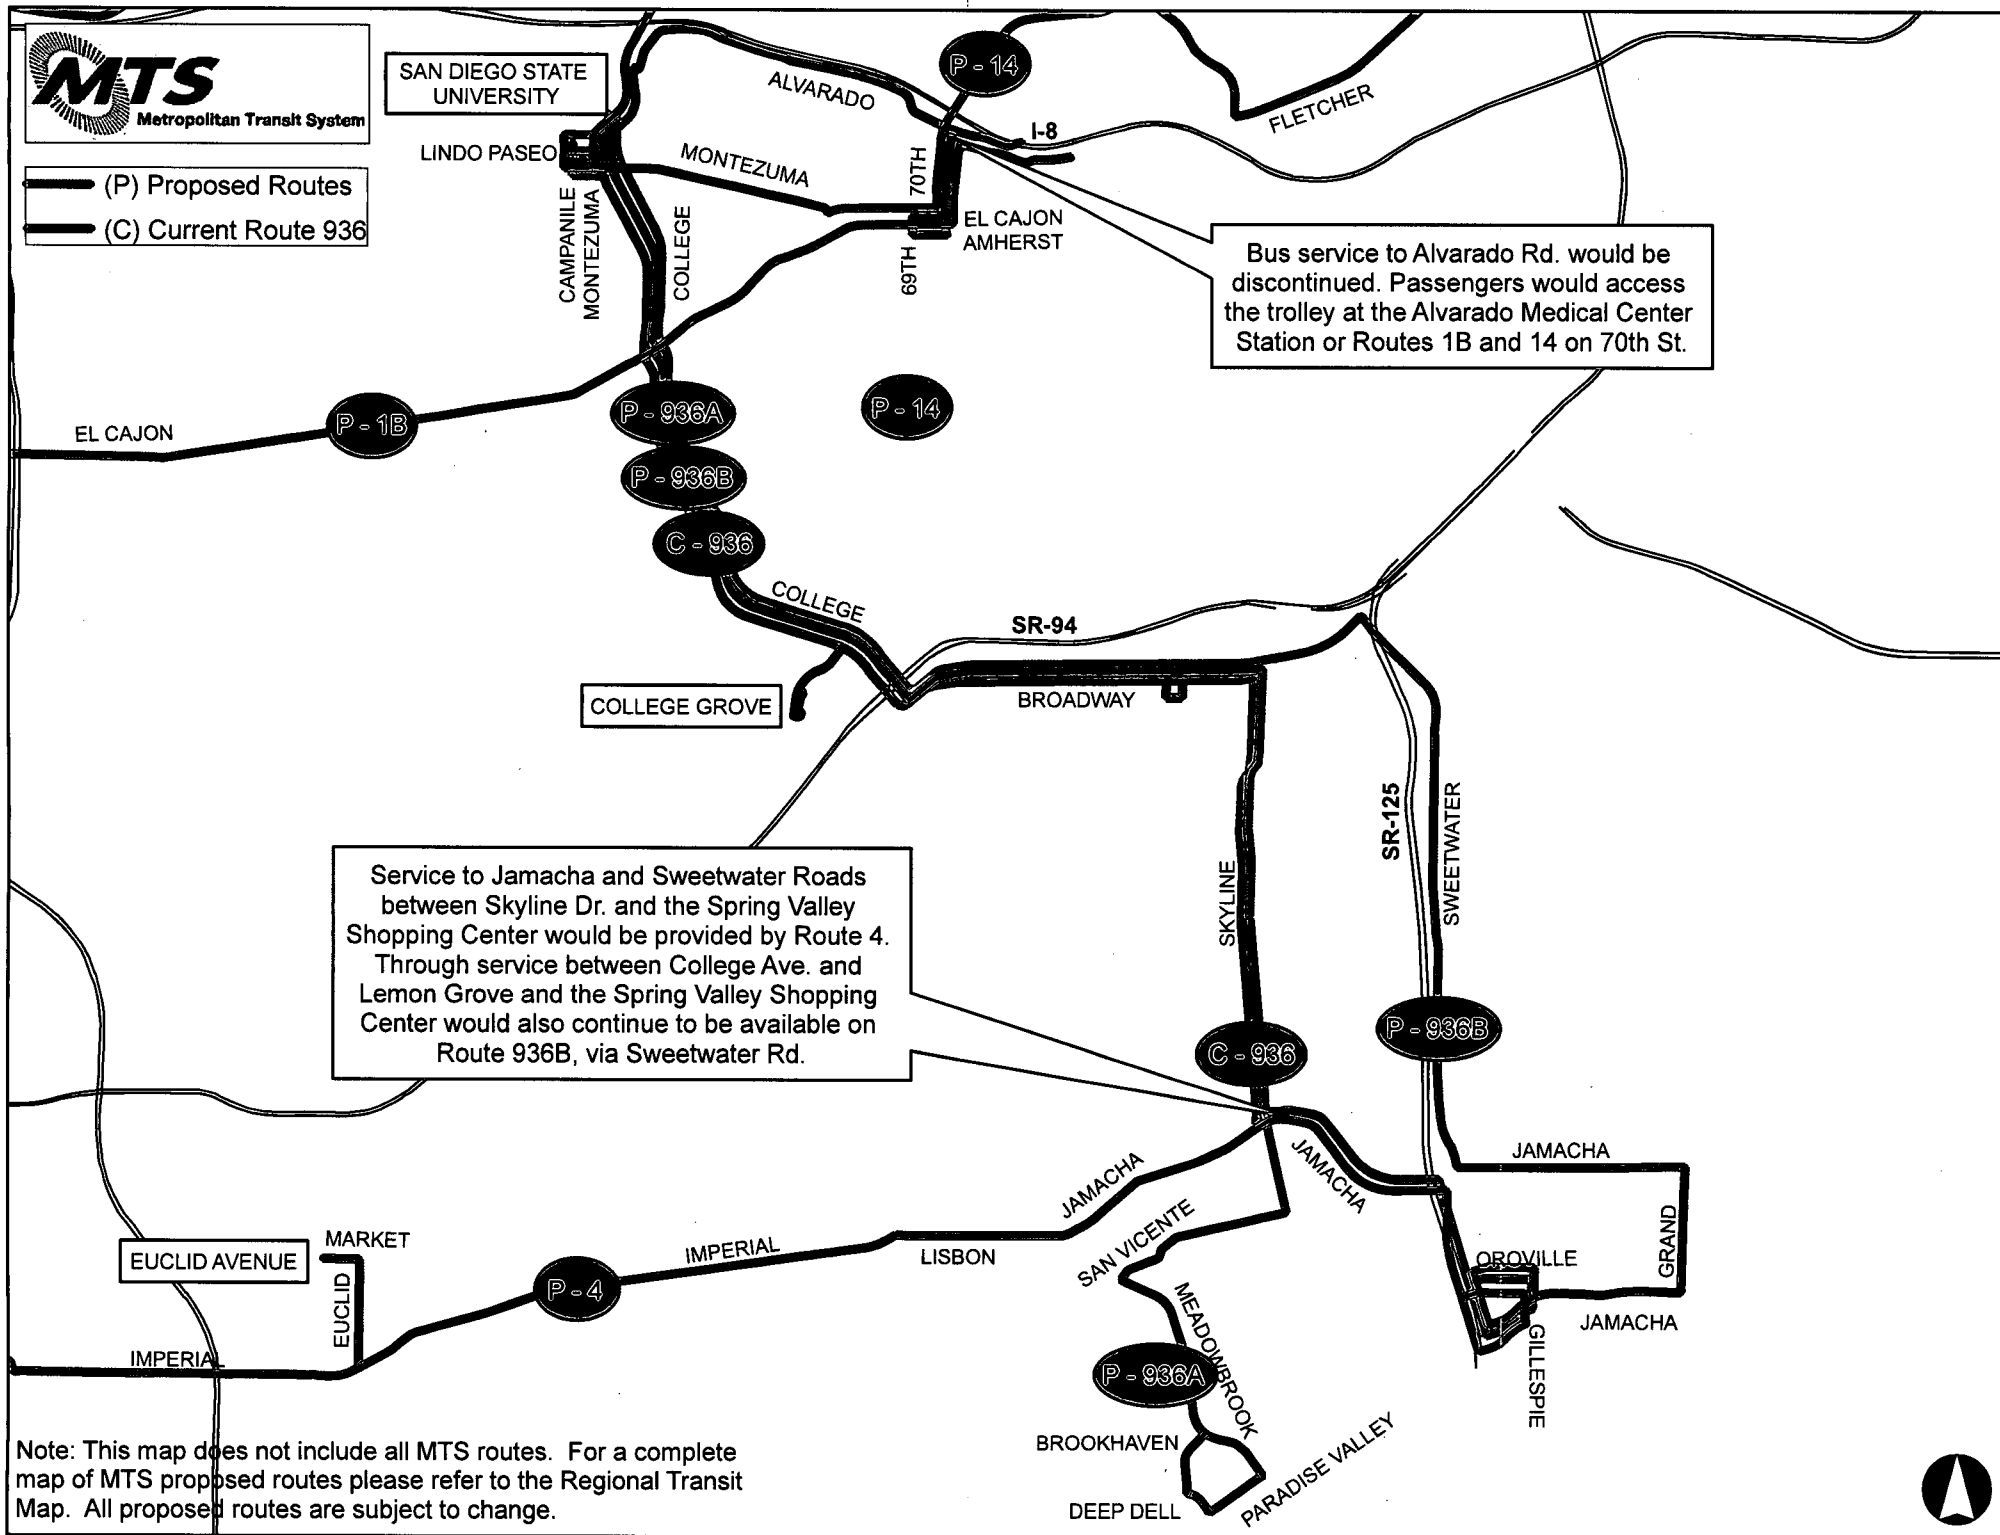 MTS
Metropolitan Transit System
(P) Proposed Routes
(C) Current Route 936
SAN DIEGO STATE
UNIVERSITY
LINDO PASEO
CAMPANILE
MONTEZUMA
MONTEZUMA
COLLEGE
ALVARADO
P - 14
I-8
FLETCHER
70TH
EL CAJON
AMHERST
69TH
Bus service to Alvarado Rd. would be
discontinued. Passengers would access
the trolley at the Alvarado Medical Center
Station or Routes 1B and 14 on 70th St.
EL CAJON
P - 1B
P - 936A
P - 14
P - 936B
C - 936
COLLEGE
SR-94
COLLEGE GROVE
BROADWAY
SR-125
SWEETWATER
SKYLINE
Service to Jamacha and Sweetwater Roads
between Skyline Dr. and the Spring Valley
Shopping Center would be provided by Route 4.
Through service between College Ave. and
Lemon Grove and the Spring Valley Shopping
Center would also continue to be available on
Route 936B, via Sweetwater Rd.
C - 936
P - 936B
JAMACHA
JAMACHA
JAMACHA
GRAND
OROVILLE
JAMACHA
GILLESPIE
SAN VICENTE
MEADOWBROOK
EUCLID AVENUE
MARKET
EUCLID
IMPERIAL
P - 4
IMPERIAL
LISBON
P - 936A
BROOKHAVEN
DEEP DELL
PARADISE VALLEY
Note: This map does not include all MTS routes. For a complete
map of MTS proposed routes please refer to the Regional Transit
Map. All proposed routes are subject to change.